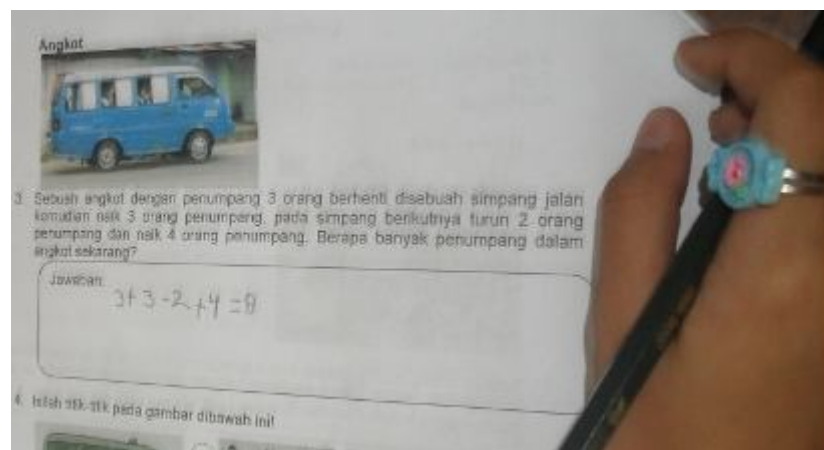 Angkot
3. Sebuah angkot dengan penumpang 3 orang berhenti disebuah simpang jalan
kemudian naik 3 orang penumpang, pada simpang berikutnya turun 2 orang
penumpang dan naik 4 orang penumpang. Berapa banyak penumpang dalam
angkot sekarang?
Jawaban:
3+3-2+4=8
4. Isilah titik-titik pada gambar dibawah ini!